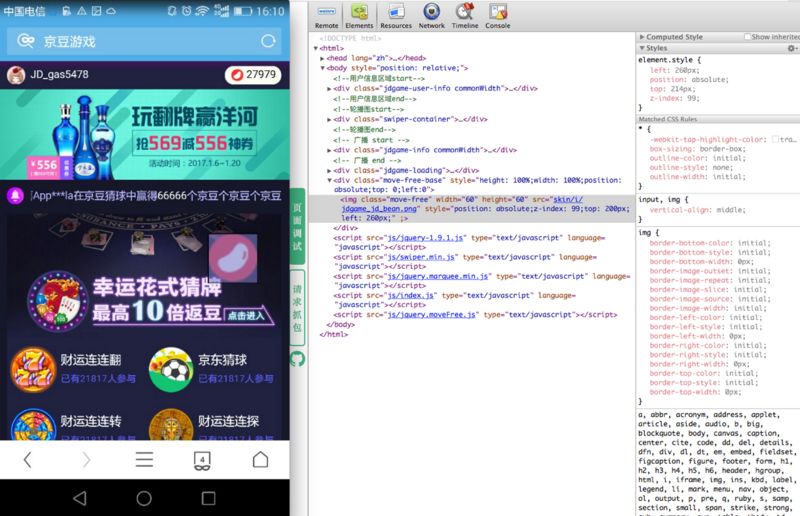 中国电信 16:10
京豆游戏
JD_gas5478 27979
玩翻牌赢洋河
抢569减556神券
￥556
活动时间：2017.1.6~1.20
App***la在京豆猜球中赢得66666个京豆个京豆个京豆
幸运花式猜牌
最高10倍返豆 点击进入
财运连连翻
已有21817人参与
京东猜球
已有21817人参与
财运连连转
已有21817人参与
财运连连探
已有21817人参与
4
页面调试
请求抓包
Remote Elements Resources Network Timeline Console
<!DOCTYPE html>
<html>
<head lang="zh">…</head>
<body style="position: relative;">
<!--用户信息区域start-->
<div class="jdgame-user-info commonWidth">…</div>
<!--用户信息区域end-->
<!--轮播图start-->
<div class="swiper-container">…</div>
<!--轮播图end-->
<!-- 广播 start -->
<div class="jdgame-info commonWidth">…</div>
<!-- 广播 end -->
<div class="jdgame-loading">…</div>
<div class="move-free-base" style="height: 100%;width: 100%;position:
absolute;top: 0;left:0">
<img class="move-free" width="60" height="60" src="skin/i/
jdgame_jd_bean.png" style="position: absolute;z-index: 99;top: 200px;
left: 260px;" j>
</div>
<script src="js/jquery-1.9.1.js" type="text/javascript" language=
"javascript"></script>
<script src="js/swiper.min.js" type="text/javascript" language=
"javascript"></script>
<script src="js/jquery.marquee.min.js" type="text/javascript" language=
"javascript"></script>
<script src="js/index.js" type="text/javascript" language=
"javascript"></script>
<script src="js/jquery.moveFree.js" type="text/javascript"></script>
</body>
</html>
Computed Style Show inherited
Styles
element.style {
left: 260px;
position: absolute;
top: 214px;
z-index: 99;
}
Matched CSS Rules
* {
-webkit-tap-highlight-color: tra…
box-sizing: border-box;
outline-color: initial;
outline-style: none;
outline-width: initial;
}
input, img {
vertical-align: middle;
}
img {
border-bottom-color: initial;
border-bottom-style: initial;
border-bottom-width: 0px;
border-image-outset: initial;
border-image-repeat: initial;
border-image-slice: initial;
border-image-source: initial;
border-image-width: initial;
border-left-color: initial;
border-left-style: initial;
border-left-width: 0px;
border-right-color: initial;
border-right-style: initial;
border-right-width: 0px;
border-top-color: initial;
border-top-style: initial;
border-top-width: 0px;
}
a, abbr, acronym, address, applet,
article, aside, audio, b, big,
blockquote, body, canvas, caption,
center, cite, code, dd, del, details,
dfn, div, dl, dt, em, embed, fieldset,
figcaption, figure, footer, form, h1,
h2, h3, h4, h5, h6, header, hgroup,
html, i, iframe, img, ins, kbd, label,
legend, li, mark, menu, nav, object,
ol, output, p, pre, q, ruby, s, samp,
section, small, span, strike, strong,